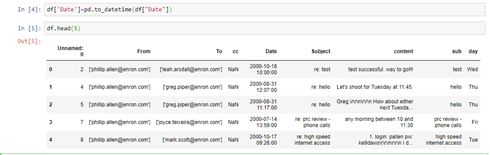 In [4]: df['Date']=pd.to_datetime(df["Date"])
In [5]: df.head(5)
Out[5]:
Unnamed: 0 From To cc Date Subject content sub day
0 2 ['phillip.allen@enron.com'] ['leah.arsdall@enron.com'] NaN 2000-10-18 10:00:00 re: test test successful. way to go!!! test Wed
1 4 ['phillip.allen@enron.com'] ['greg.piper@enron.com'] NaN 2000-08-31 12:07:00 re: hello Let's shoot for Tuesday at 11:45. hello Thu
2 5 ['phillip.allen@enron.com'] ['greg.piper@enron.com'] NaN 2000-08-31 11:17:00 re: hello Greg,\r\n\r\n How about either next Tuesda... hello Thu
3 7 ['phillip.allen@enron.com'] ['joyce.teixeira@enron.com'] NaN 2000-07-14 13:59:00 re: prc review - phone calls any morning between 10 and 11:30 prc review - phone calls Fri
4 8 ['phillip.allen@enron.com'] ['mark.scott@enron.com'] NaN 2000-10-17 09:26:00 re: high speed internet access 1. login: pallen pw: ke9davis\r\n\r\n I d... high speed internet access Tue